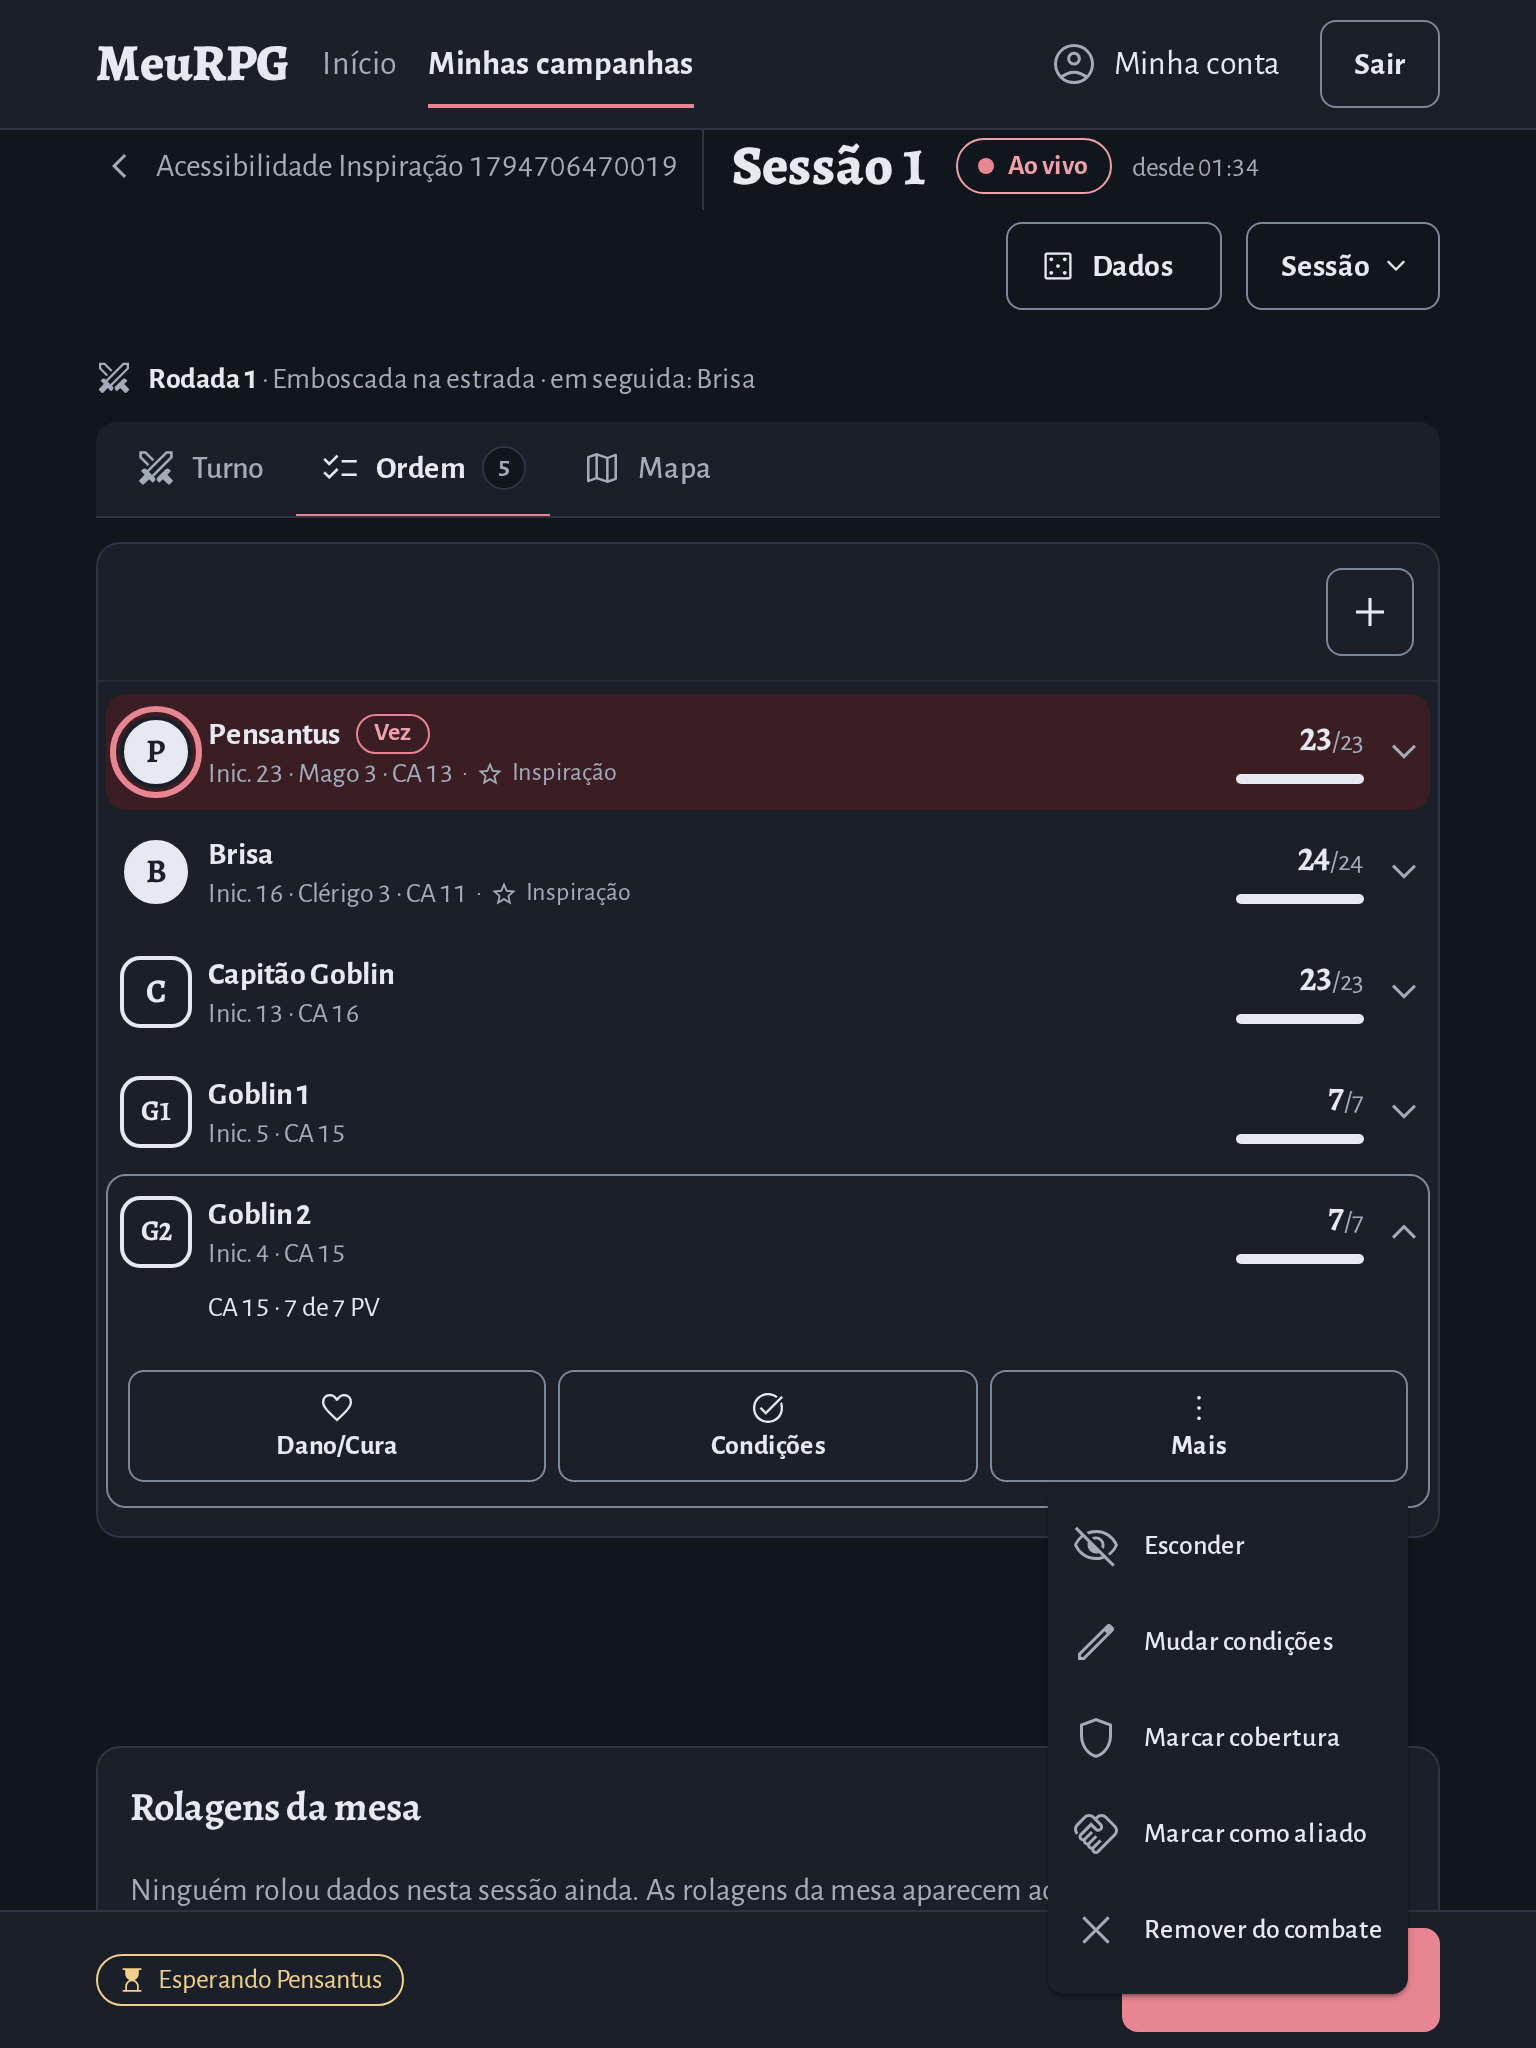 MeuRPG Início Minhas campanhas Minha conta Sair
Acessibilidade Inspiração 1794706470019 Sessão 1 Ao vivo desde 01:34
Dados Sessão
Rodada 1 · Emboscada na estrada · em seguida: Brisa
Turno Ordem 5 Mapa
P Pensantus Vez 23/23
Inic. 23 · Mago 3 · CA 13 · Inspiração
B Brisa 24/24
Inic. 16 · Clérigo 3 · CA 11 · Inspiração
C Capitão Goblin 23/23
Inic. 13 · CA 16
G1 Goblin 1 7/7
Inic. 5 · CA 15
G2 Goblin 2 7/7
Inic. 4 · CA 15
CA 15 · 7 de 7 PV
Dano/Cura Condições Mais
Esconder
Mudar condições
Marcar cobertura
Marcar como aliado
Remover do combate
Rolagens da mesa
Ninguém rolou dados nesta sessão ainda. As rolagens da mesa aparecem
Esperando Pensantus